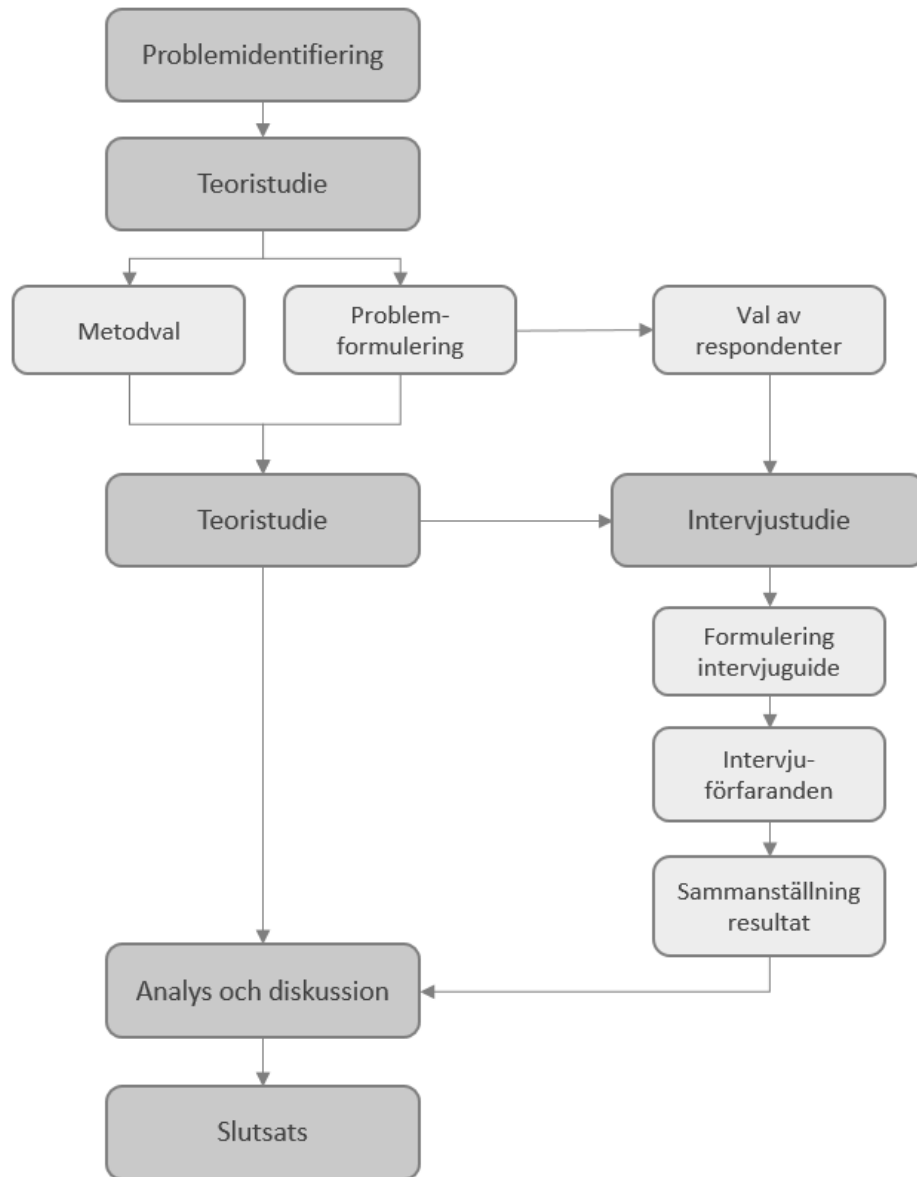 Problemidentifiering
Teoristudie
Metodval
Problem-
formulering
Val av
respondenter
Teoristudie
Intervjustudie
Formulering
intervjuguide
Intervju-
förfaranden
Sammanställning
resultat
Analys och diskussion
Slutsats